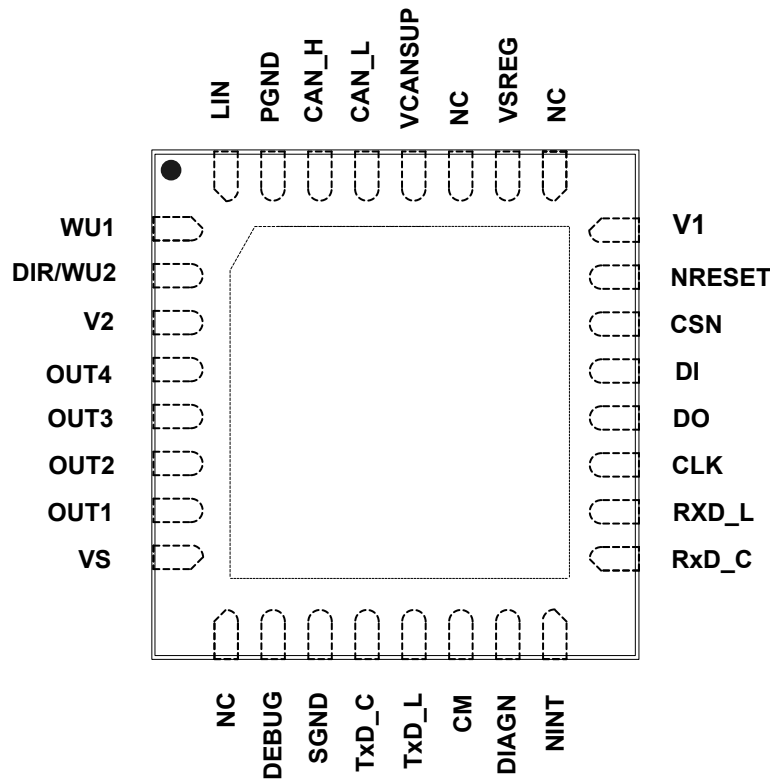 LIN
PGND
CAN_H
CAN_L
VCANSUP
NC
VSREG
NC
WU1
DIR/WU2
V2
OUT4
OUT3
OUT2
OUT1
VS
V1
NRESET
CSN
DI
DO
CLK
RXD_L
RxD_C
NC
DEBUG
SGND
TxD_C
TxD_L
CM
DIAGN
NINT